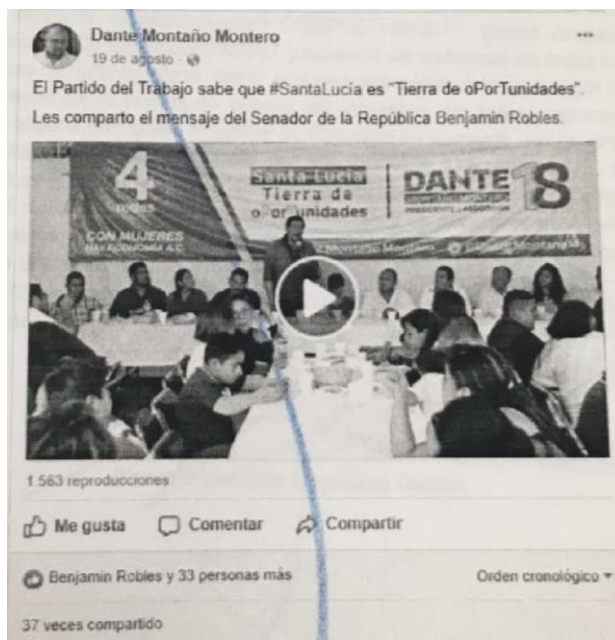 Dante Montaño Montero
19 de agosto
El Partido del Trabajo sabe que #SantaLucía es "Tierra de oPorTunidades".
Les comparto el mensaje del Senador de la República Benjamin Robles.
4
CON MUJERES
Santa Lucía
Tierra de
oPorTunidades
DANTE 18
Montaño Montero
1.563 reproducciones
Me gusta
Comentar
Compartir
Benjamin Robles y 33 personas más
Orden cronológico
37 veces compartido